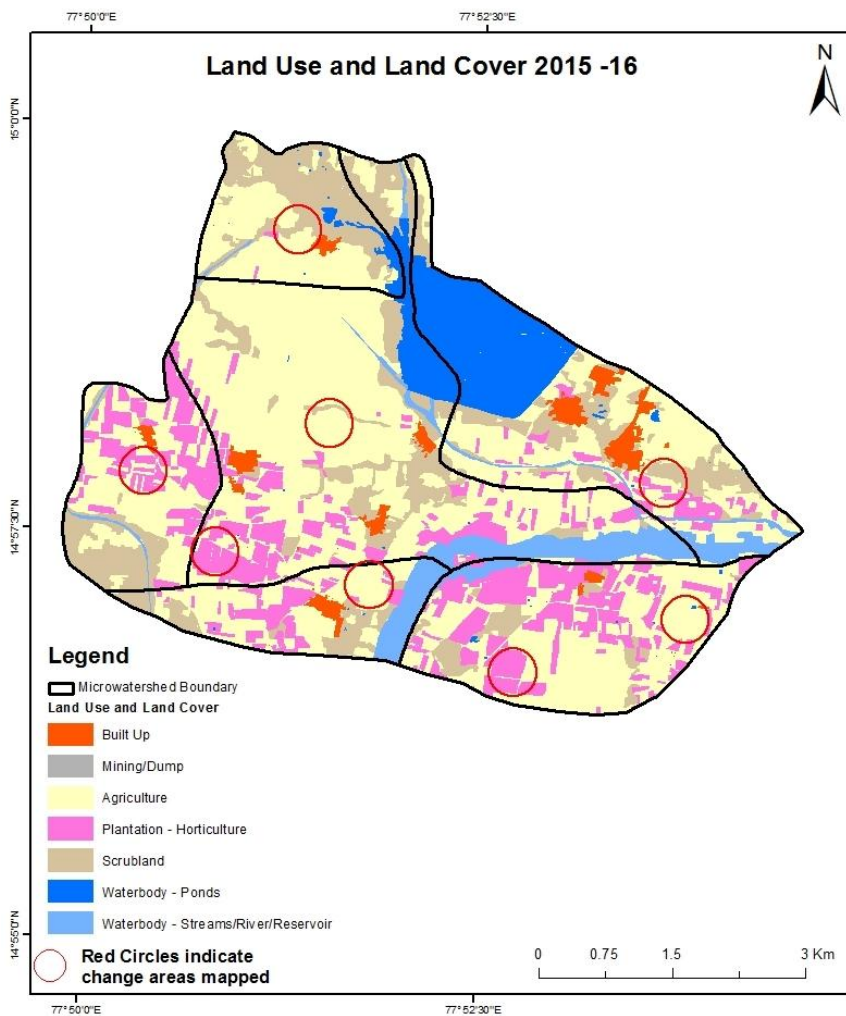 77°50'0"E 77°52'30"E
Land Use and Land Cover 2015 -16
N
15°0'0"N
14°57'30"N
14°55'0"N
Legend
Microwatershed Boundary
Land Use and Land Cover
Built Up
Mining/Dump
Agriculture
Plantation - Horticulture
Scrubland
Waterbody - Ponds
Waterbody - Streams/River/Reservoir
Red Circles indicate
change areas mapped
0 0.75 1.5 3 Km
77°50'0"E 77°52'30"E